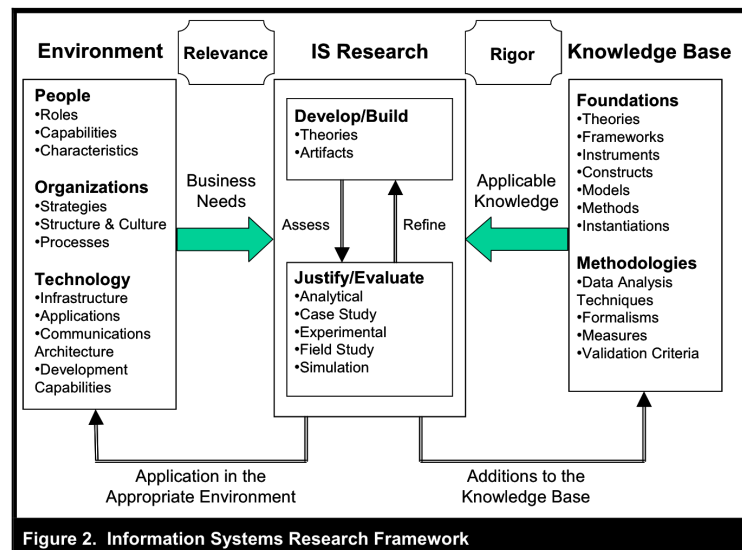 Environment
Relevance
IS Research
Rigor
Knowledge Base
People
•Roles
•Capabilities
•Characteristics
Organizations
•Strategies
•Structure & Culture
•Processes
Technology
•Infrastructure
•Applications
•Communications
Architecture
•Development
Capabilities
Business
Needs
Develop/Build
•Theories
•Artifacts
Assess
Refine
Justify/Evaluate
•Analytical
•Case Study
•Experimental
•Field Study
•Simulation
Applicable
Knowledge
Foundations
•Theories
•Frameworks
•Instruments
•Constructs
•Models
•Methods
•Instantiations
Methodologies
•Data Analysis
Techniques
•Formalisms
•Measures
•Validation Criteria
Application in the
Appropriate Environment
Additions to the
Knowledge Base
Figure 2. Information Systems Research Framework